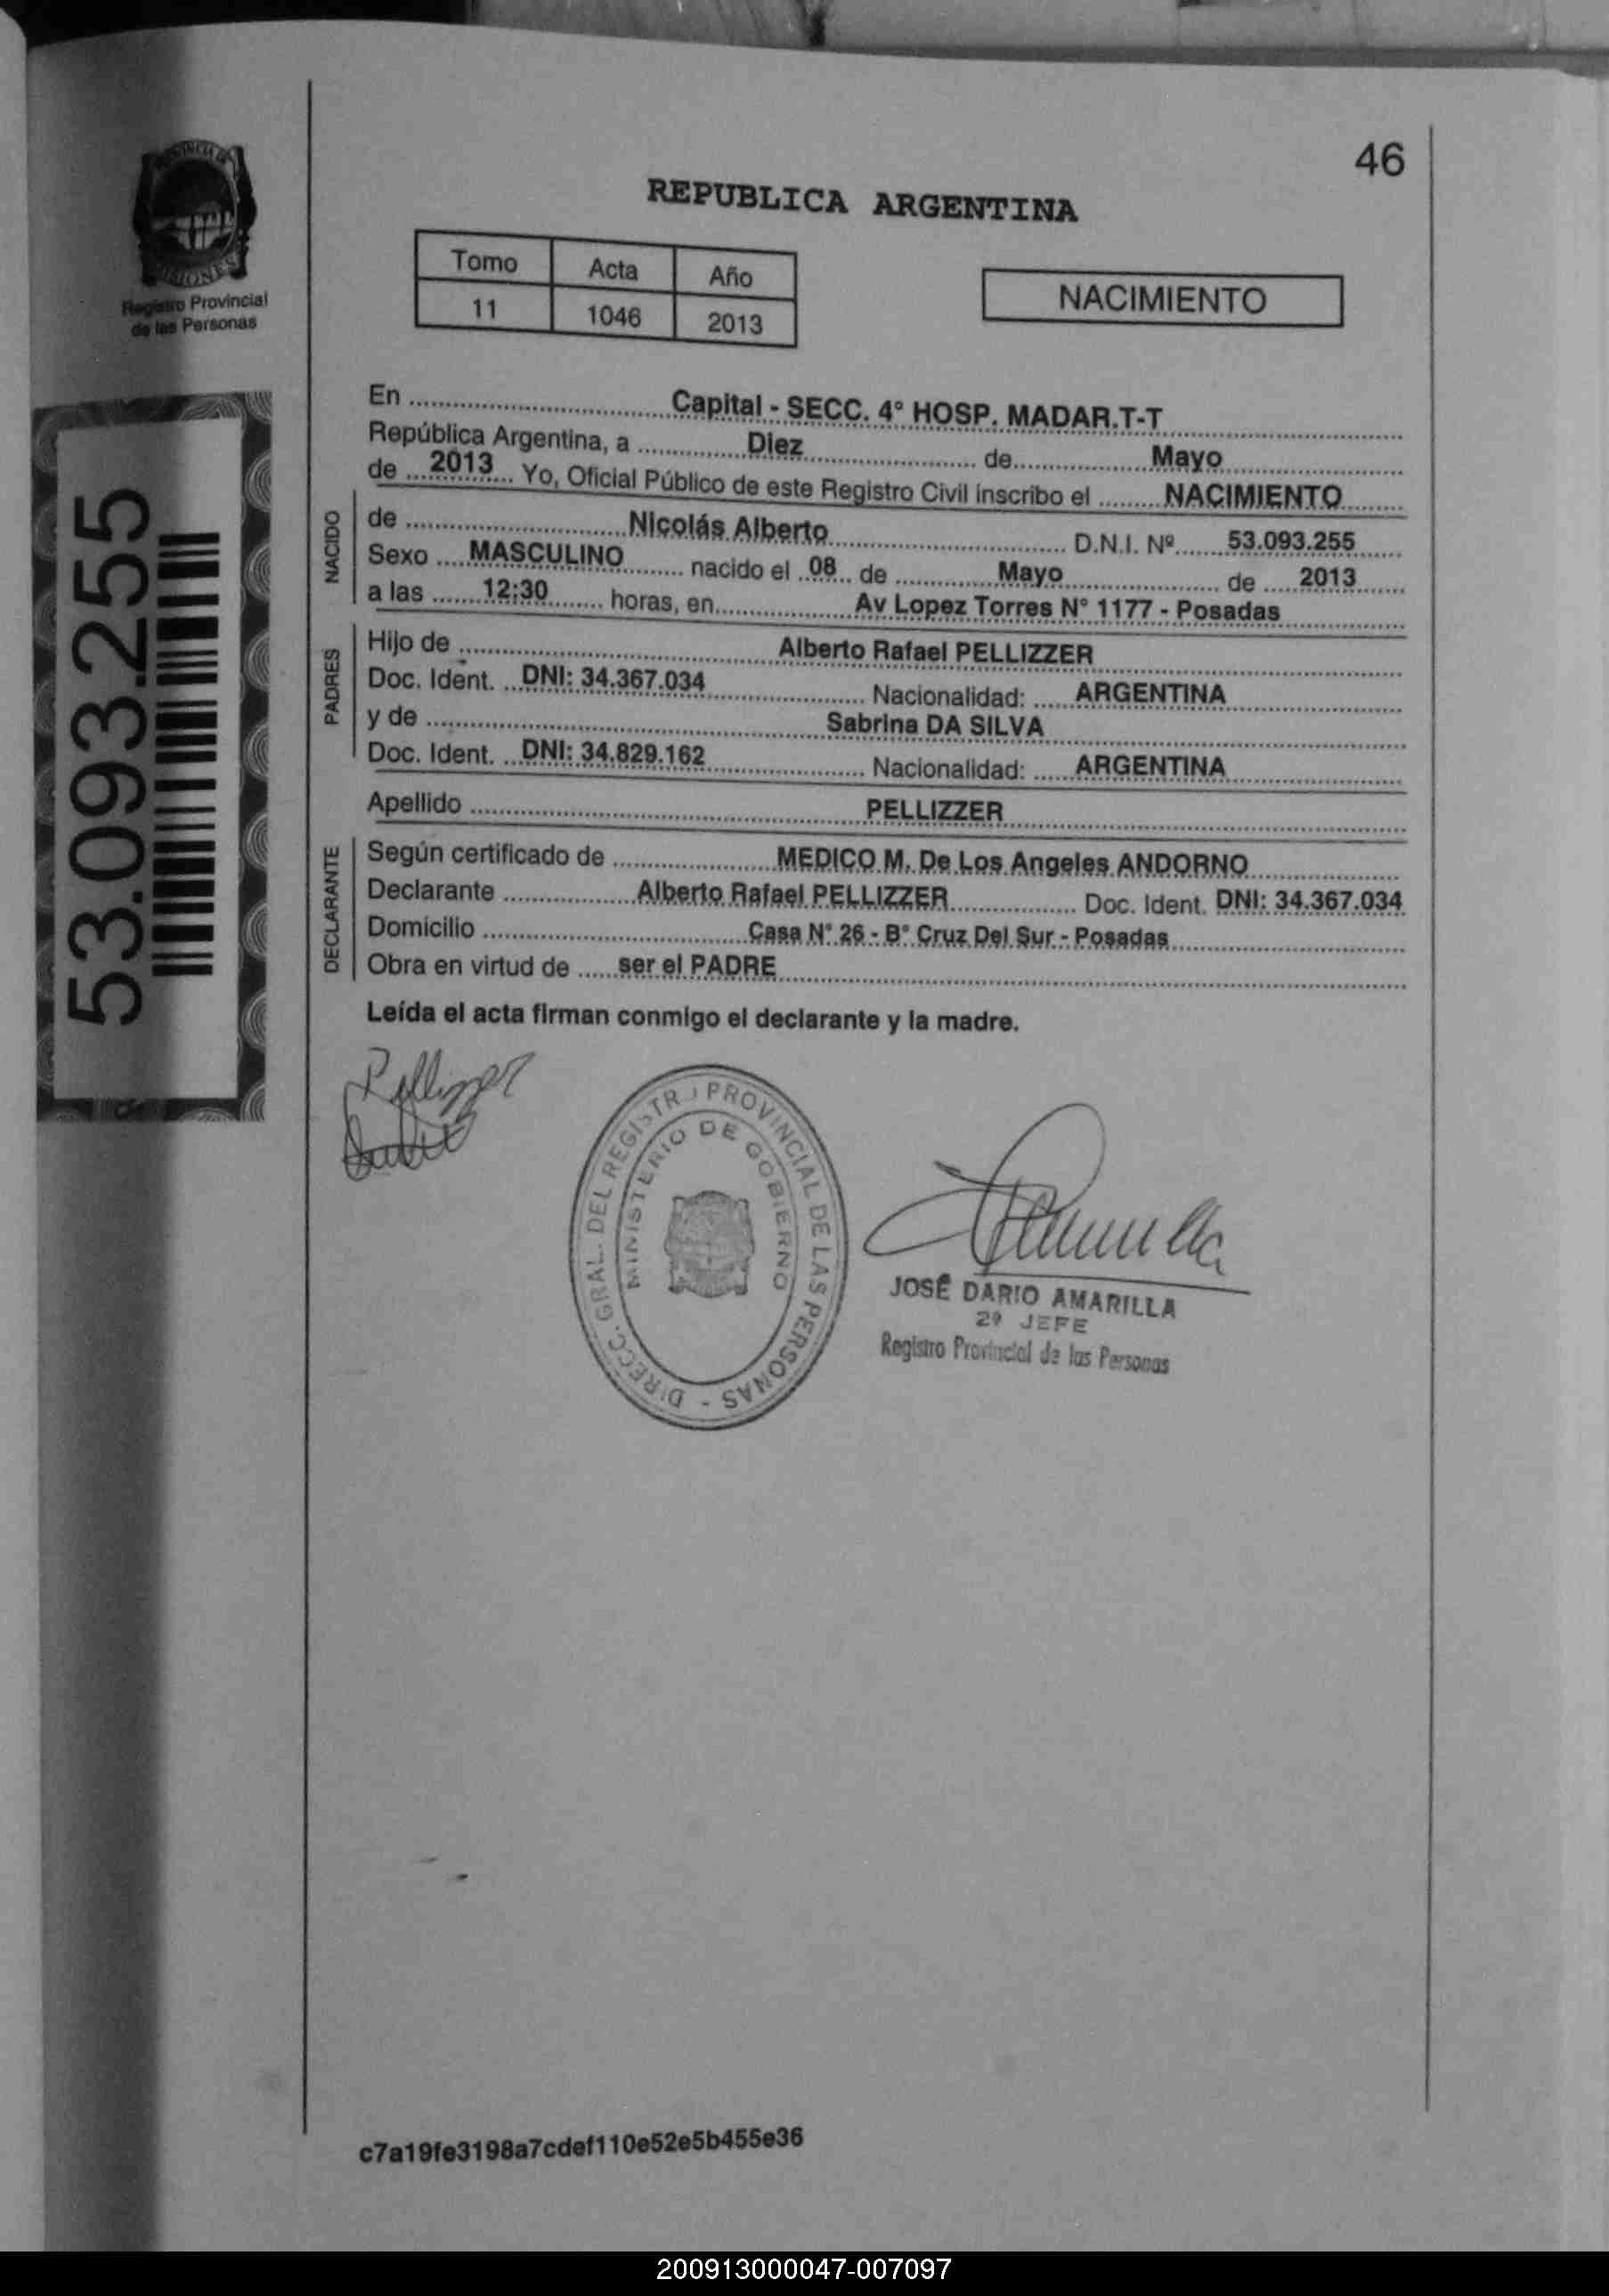 46
REPUBLICA ARGENTINA
PROVINCIA DE
MISIONES
Registro Provincial
de las Personas
Tomo Acta Año
11 1046 2013
NACIMIENTO
53.093.255
En Capital - SECC. 4° HOSP. MADAR.T-T
República Argentina, a Diez de Mayo
de 2013 Yo, Oficial Público de este Registro Civil inscribo el NACIMIENTO
NACIDO
de Nicolás Alberto D.N.I. Nº 53.093.255
Sexo MASCULINO nacido el 08 de Mayo de 2013
a las 12:30 horas, en Av Lopez Torres N° 1177 - Posadas
PADRES
Hijo de Alberto Rafael PELLIZZER
Doc. Ident. DNI: 34.367.034 Nacionalidad: ARGENTINA
y de Sabrina DA SILVA
Doc. Ident. DNI: 34.829.162 Nacionalidad: ARGENTINA
Apellido PELLIZZER
DECLARANTE
Según certificado de MEDICO M. De Los Angeles ANDORNO
Declarante Alberto Rafael PELLIZZER Doc. Ident. DNI: 34.367.034
Domicilio Casa N° 26 - B° Cruz Del Sur - Posadas
Obra en virtud de ser el PADRE
Leída el acta firman conmigo el declarante y la madre.
Pellizzer
DIRECC. GRAL. DEL REGISTRO PROVINCIAL DE LAS PERSONAS -
MINISTERIO DE GOBIERNO
JOSÉ DARIO AMARILLA
2º JEFE
Registro Provincial de las Personas
c7a19fe3198a7cdef110e52e5b455e36
200913000047-007097